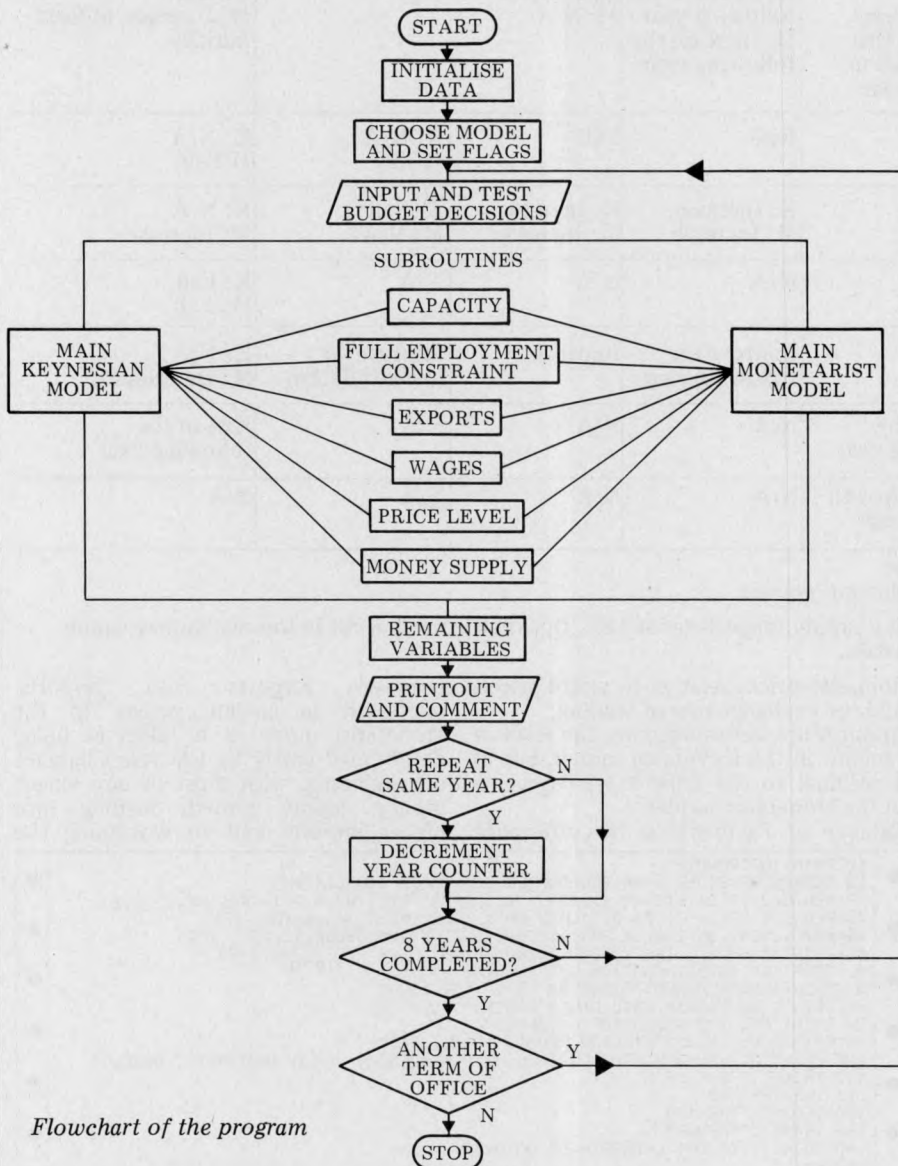 START
INITIALISE
DATA
CHOOSE MODEL
AND SET FLAGS
INPUT AND TEST
BUDGET DECISIONS
SUBROUTINES
CAPACITY
MAIN
KEYNESIAN
MODEL
FULL EMPLOYMENT
CONSTRAINT
MAIN
MONETARIST
MODEL
EXPORTS
WAGES
PRICE LEVEL
MONEY SUPPLY
REMAINING
VARIABLES
PRINTOUT
AND COMMENT
REPEAT
SAME YEAR?
N
Y
DECREMENT
YEAR COUNTER
8 YEARS
COMPLETED?
N
Y
ANOTHER
TERM OF
OFFICE
Y
N
Flowchart of the program
STOP